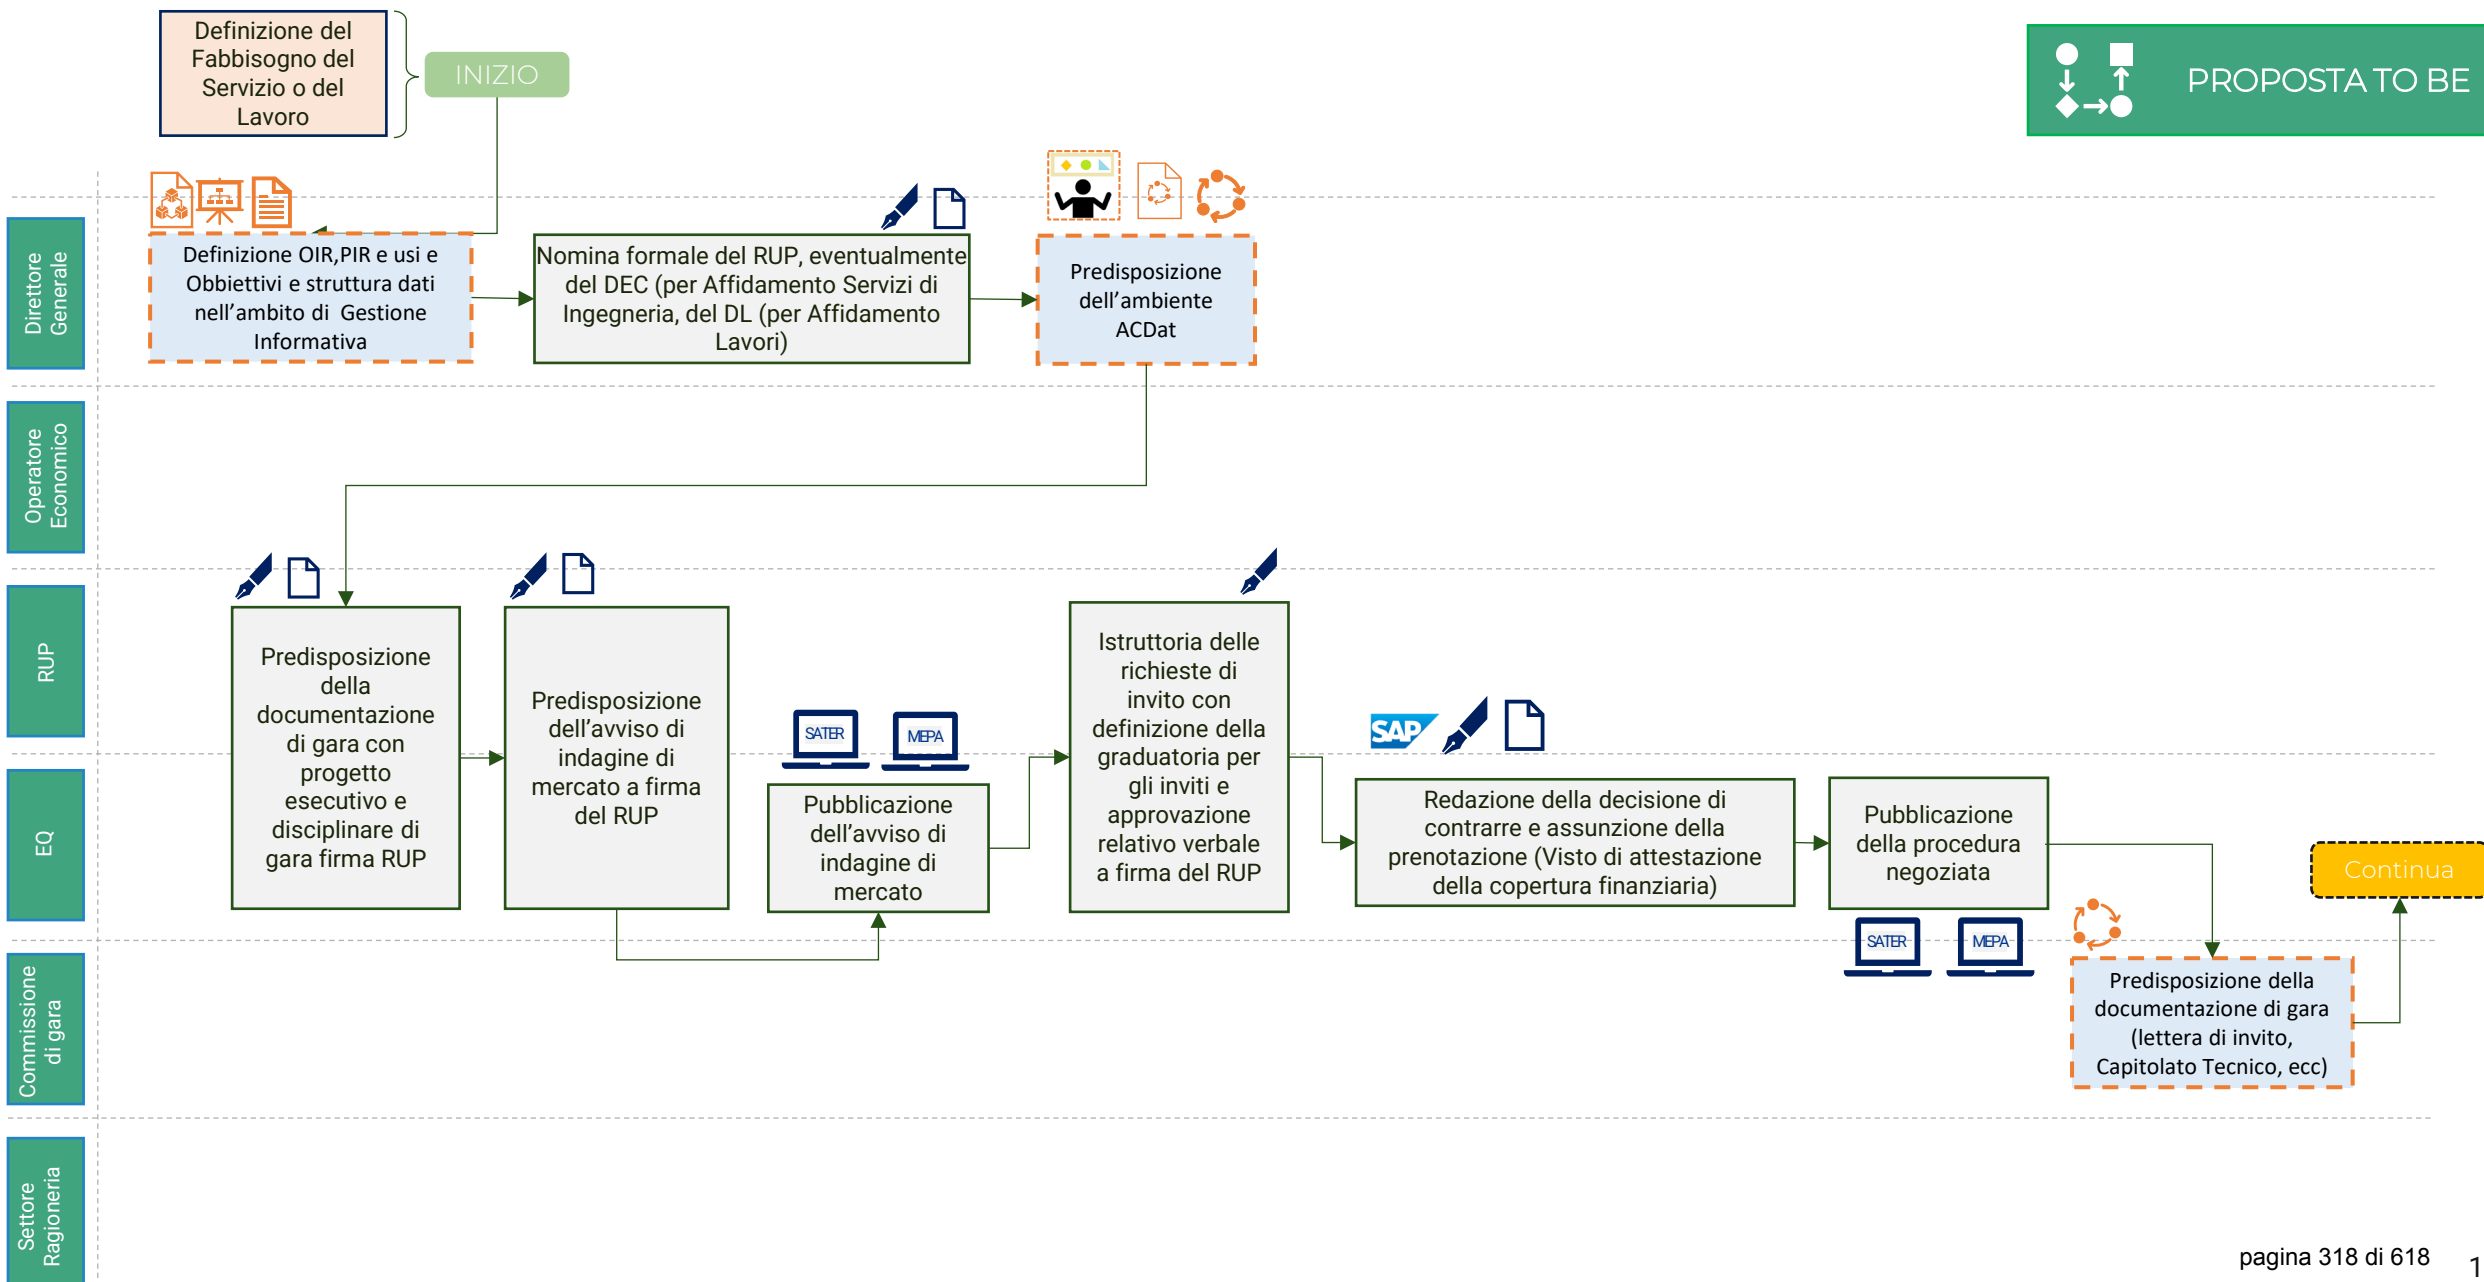 Definizione del
Fabbisogno del
Servizio o del
Lavoro
INIZIO
PROPOSTA TO BE
Direttore
Generale
Definizione OIR,PIR e usi e
Obbiettivi e struttura dati
nell'ambito di Gestione
Informativa
Nomina formale del RUP, eventualmente
del DEC (per Affidamento Servizi di
Ingegneria, del DL (per Affidamento
Lavori)
Predisposizione
dell'ambiente
ACDat
Operatore
Economico
RUP
EQ
Predisposizione
della
documentazione
di gara con
progetto
esecutivo e
disciplinare di
gara firma RUP
Predisposizione
dell'avviso di
indagine di
mercato a firma
del RUP
SATER
MEPA
Pubblicazione
dell'avviso di
indagine di
mercato
Istruttoria delle
richieste di
invito con
definizione della
graduatoria per
gli inviti e
approvazione
relativo verbale
a firma del RUP
SAP
Redazione della decisione di
contrarre e assunzione della
prenotazione (Visto di attestazione
della copertura finanziaria)
Pubblicazione
della procedura
negoziata
SATER
MEPA
Continua
Commissione
di gara
Predisposizione della
documentazione di gara
(lettera di invito,
Capitolato Tecnico, ecc)
Settore
Ragioneria
pagina 318 di 618
1